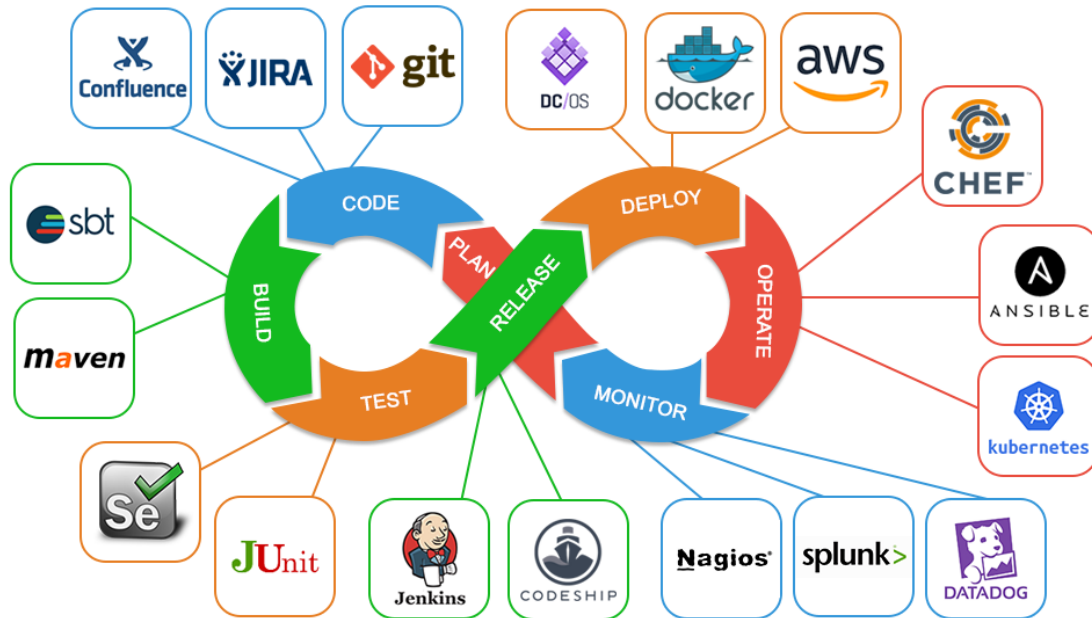 Confluence
JIRA
git
DC/OS
docker
aws
CHEF™
sbt
CODE
DEPLOY
PLAN
RELEASE
BUILD
OPERATE
ANSIBLE
maven
TEST
MONITOR
kubernetes
Se
JUnit
Jenkins
CODESHIP
Nagios®
splunk>
DATADOG